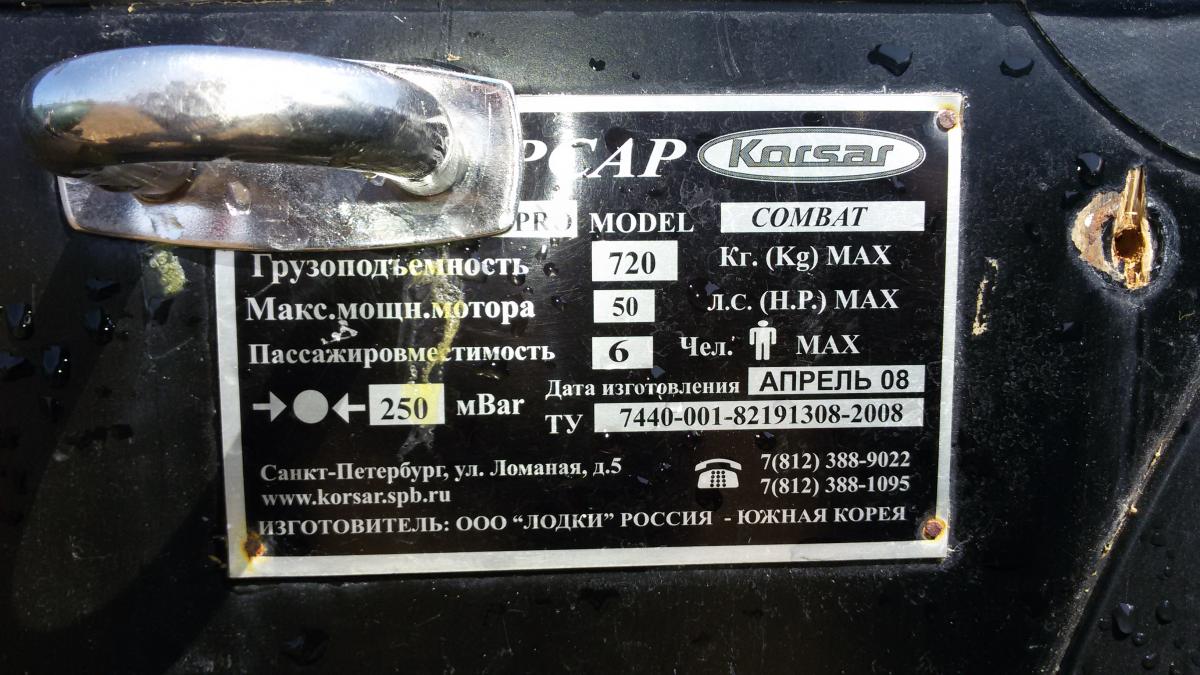 РСАР Korsar
PRO MODEL COMBAT
Грузоподъемность 720 Кг. (Kg) MAX
Макс.мощн.мотора 50 л.с. (H.P.) MAX
Пассажировместимость 6 Чел. MAX
250 мBar Дата изготовления АПРЕЛЬ 08
ТУ 7440-001-82191308-2008
Санкт-Петербург, ул. Ломаная, д.5 7(812) 388-9022
www.korsar.spb.ru 7(812) 388-1095
ИЗГОТОВИТЕЛЬ: ООО “ЛОДКИ” РОССИЯ - ЮЖНАЯ КОРЕЯ